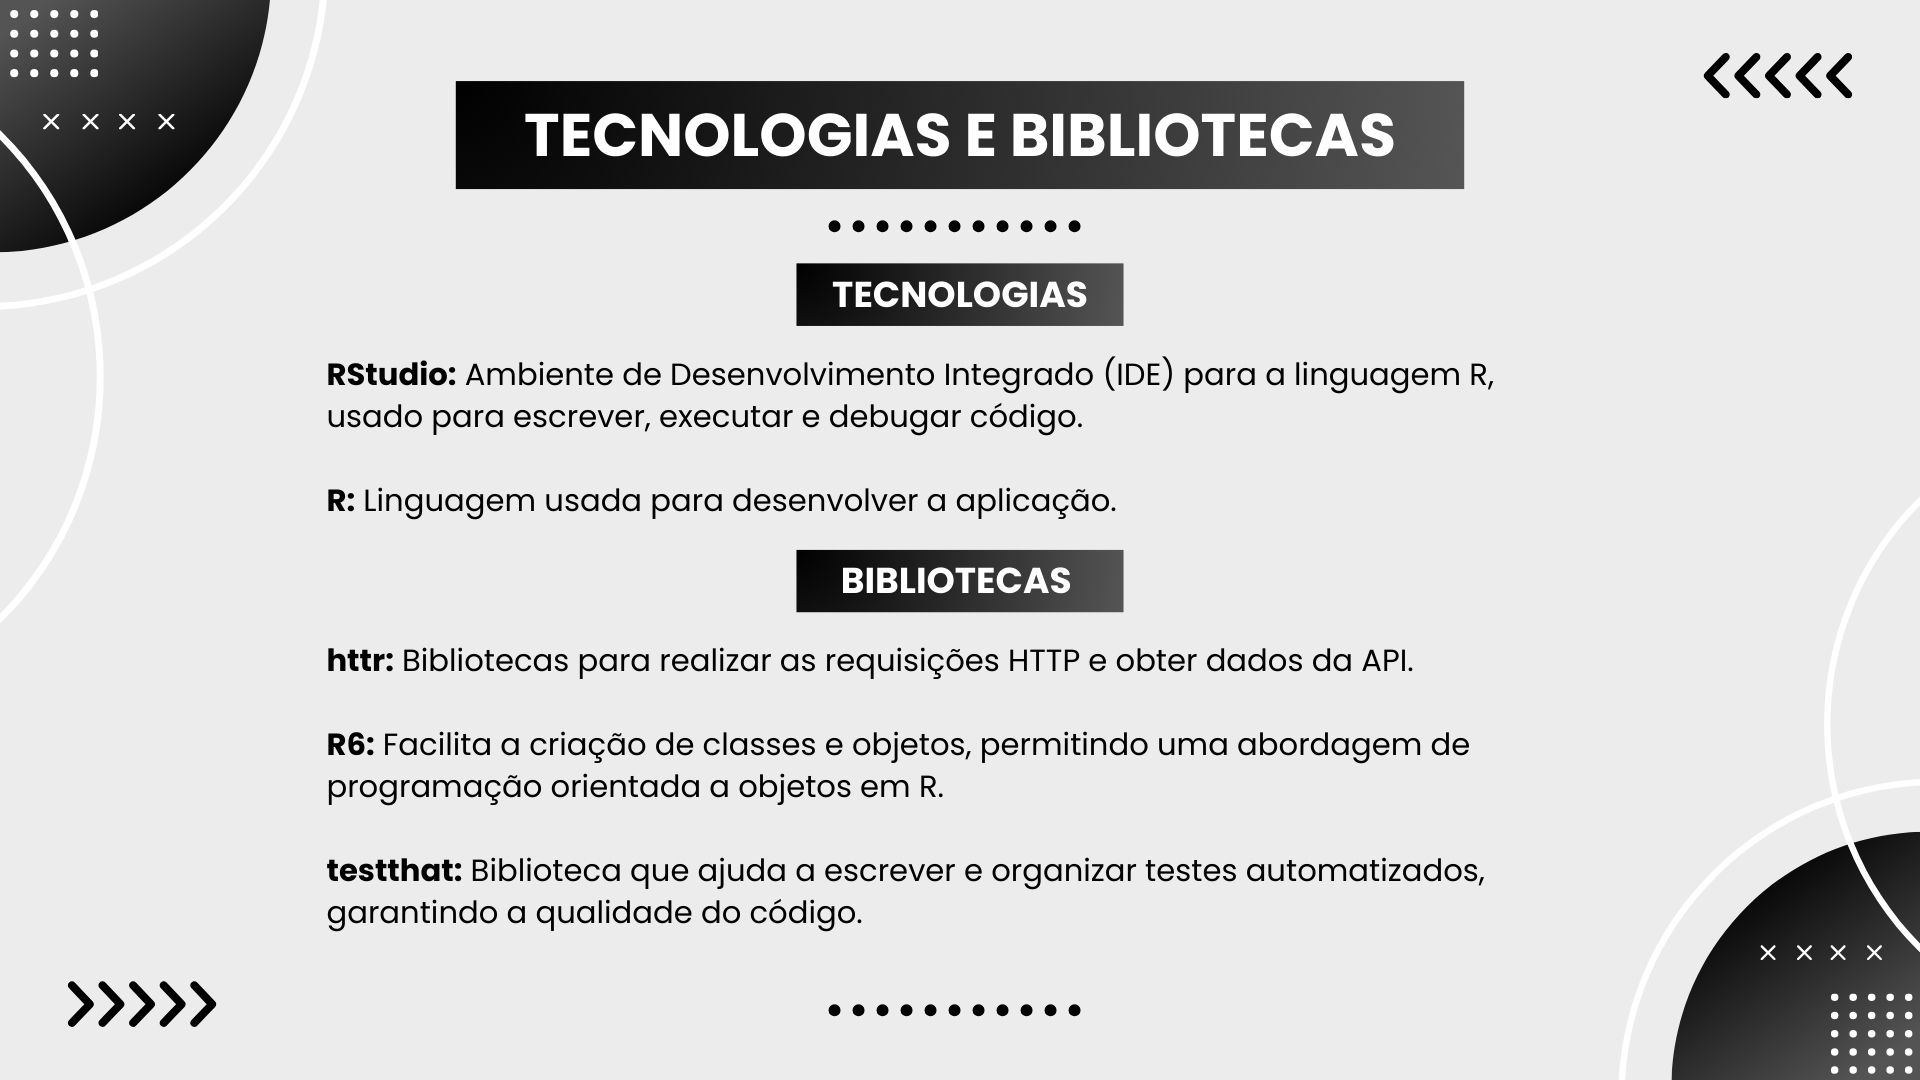 TECNOLOGIAS E BIBLIOTECAS
TECNOLOGIAS
RStudio: Ambiente de Desenvolvimento Integrado (IDE) para a linguagem R,
usado para escrever, executar e debugar código.
R: Linguagem usada para desenvolver a aplicação.
BIBLIOTECAS
httr: Bibliotecas para realizar as requisições HTTP e obter dados da API.
R6: Facilita a criação de classes e objetos, permitindo uma abordagem de
programação orientada a objetos em R.
testthat: Biblioteca que ajuda a escrever e organizar testes automatizados,
garantindo a qualidade do código.